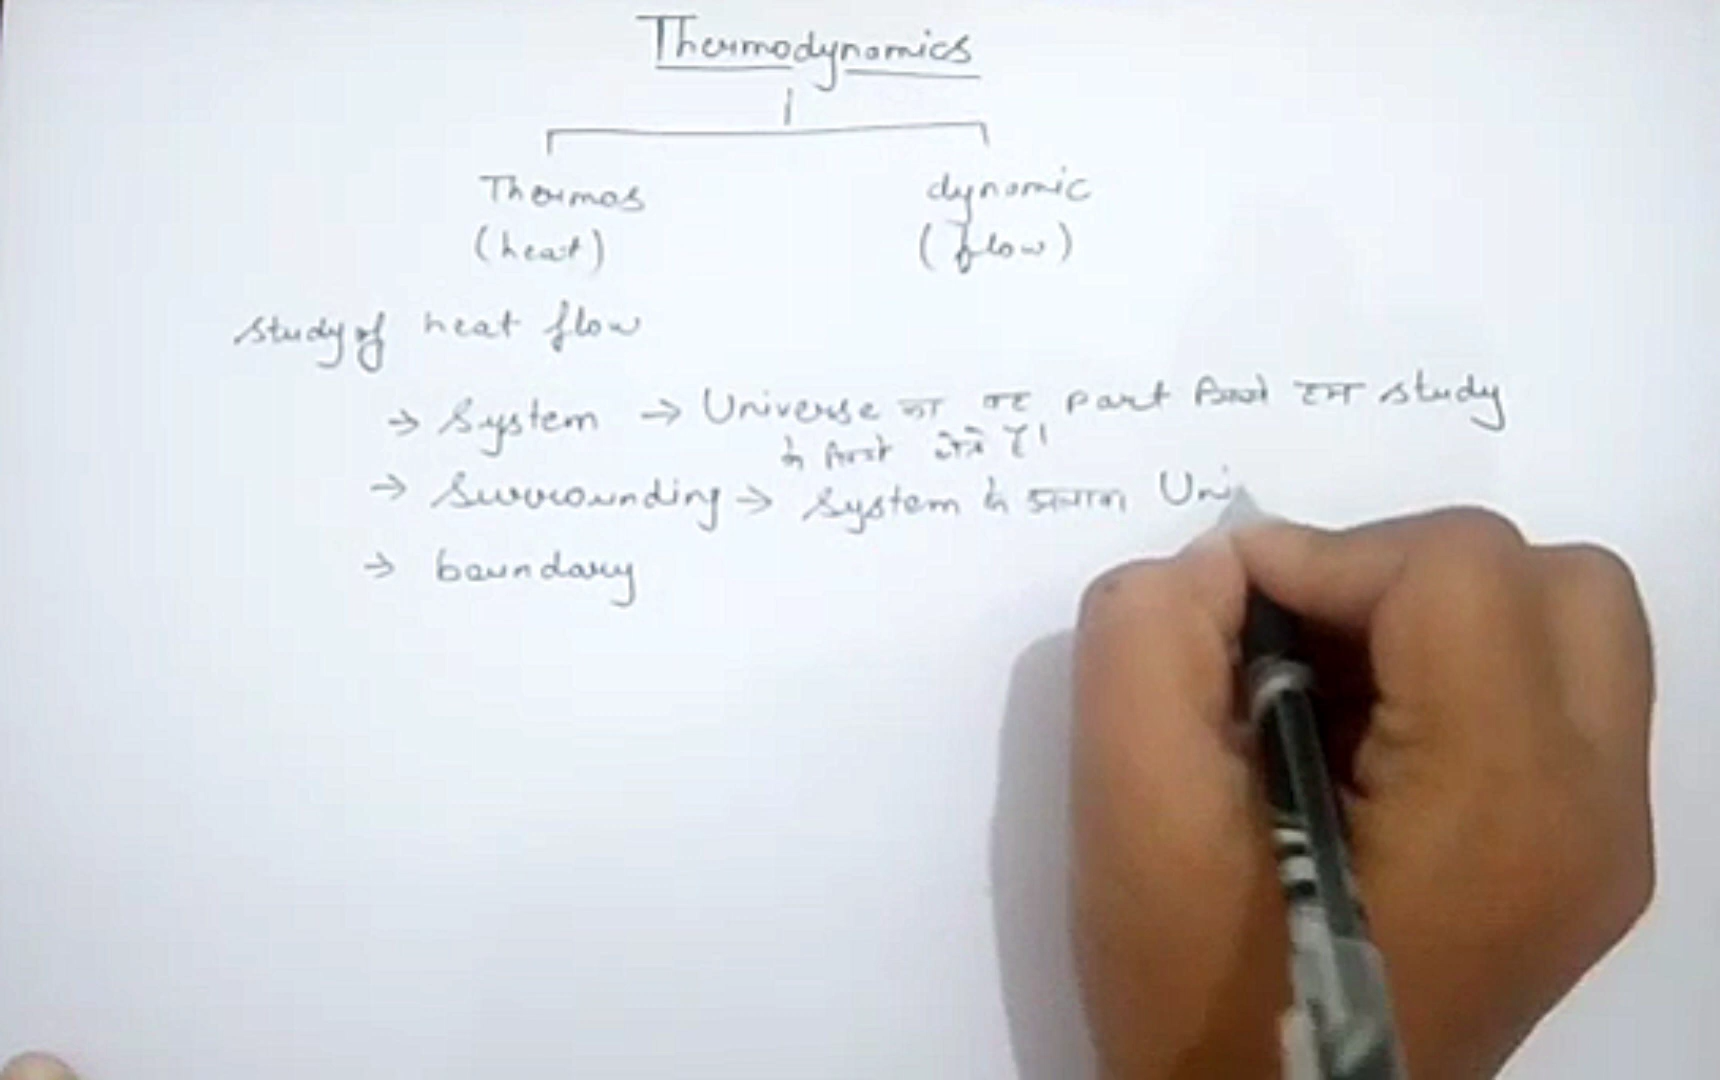 Thermodynamics
Thermos dynamic
(heat) (flow)
study of heat flow
→ System → Universe का वह part जिसको हम study
के लिए लेते हैं।
→ Surrounding → System के अलावा Uni
→ boundary